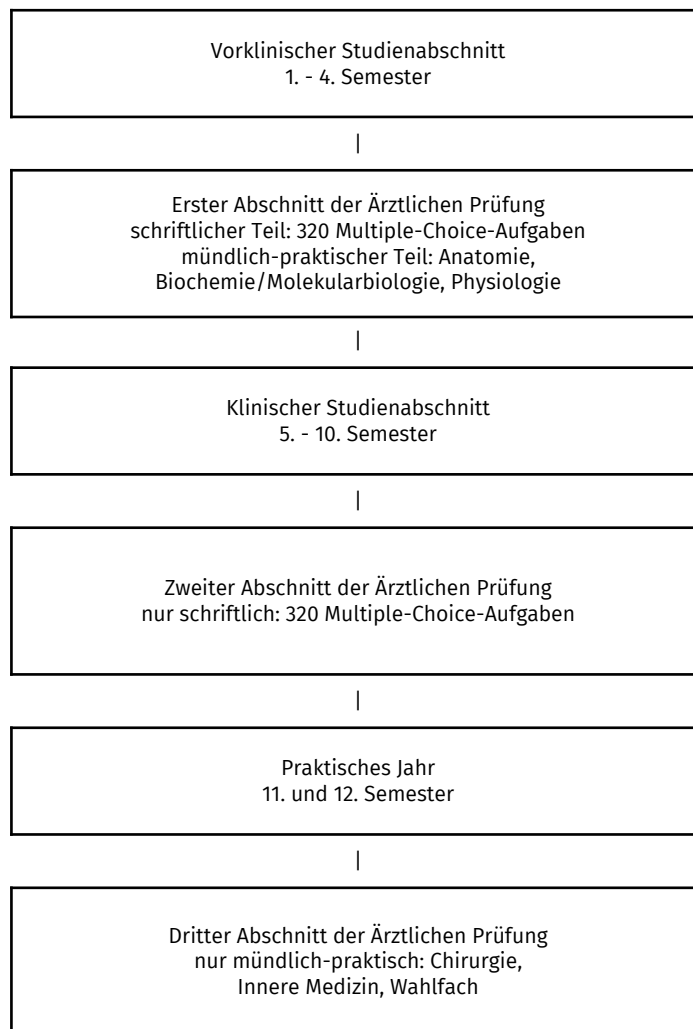 Vorklinischer Studienabschnitt
1. - 4. Semester
|
Erster Abschnitt der Ärztlichen Prüfung
schriftlicher Teil: 320 Multiple-Choice-Aufgaben
mündlich-praktischer Teil: Anatomie,
Biochemie/Molekularbiologie, Physiologie
|
Klinischer Studienabschnitt
5. - 10. Semester
|
Zweiter Abschnitt der Ärztlichen Prüfung
nur schriftlich: 320 Multiple-Choice-Aufgaben
|
Praktisches Jahr
11. und 12. Semester
|
Dritter Abschnitt der Ärztlichen Prüfung
nur mündlich-praktisch: Chirurgie,
Innere Medizin, Wahlfach